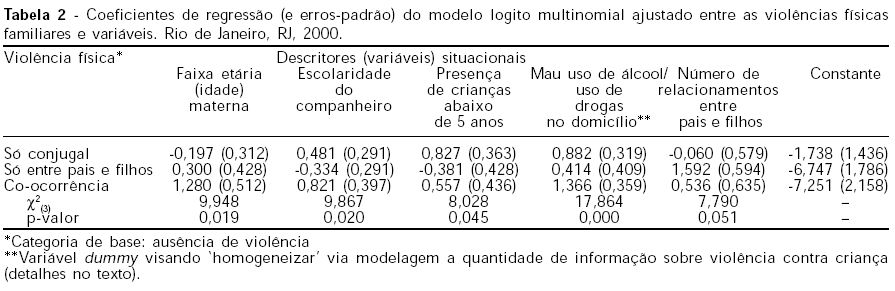 Tabela 2 - Coeficientes de regressão (e erros-padrão) do modelo logito multinomial ajustado entre as violências físicas
familiares e variáveis. Rio de Janeiro, RJ, 2000.
Violência física* Descritores (variáveis) situacionais
Faixa etária Escolaridade Presença Mau uso de álcool/ Número de Constante
(idade) do de crianças uso de relacionamentos
materna companheiro abaixo drogas entre
de 5 anos no domicílio** pais e filhos
Só conjugal -0,197 (0,312) 0,481 (0,291) 0,827 (0,363) 0,882 (0,319) -0,060 (0,579) -1,738 (1,436)
Só entre pais e filhos 0,300 (0,428) -0,334 (0,291) -0,381 (0,428) 0,414 (0,409) 1,592 (0,594) -6,747 (1,786)
Co-ocorrência 1,280 (0,512) 0,821 (0,397) 0,557 (0,436) 1,366 (0,359) 0,536 (0,635) -7,251 (2,158)
χ²(3) 9,948 9,867 8,028 17,864 7,790 –
p-valor 0,019 0,020 0,045 0,000 0,051 –
*Categoria de base: ausência de violência
**Variável dummy visando ‘homogeneizar’ via modelagem a quantidade de informação sobre violência contra criança
(detalhes no texto).